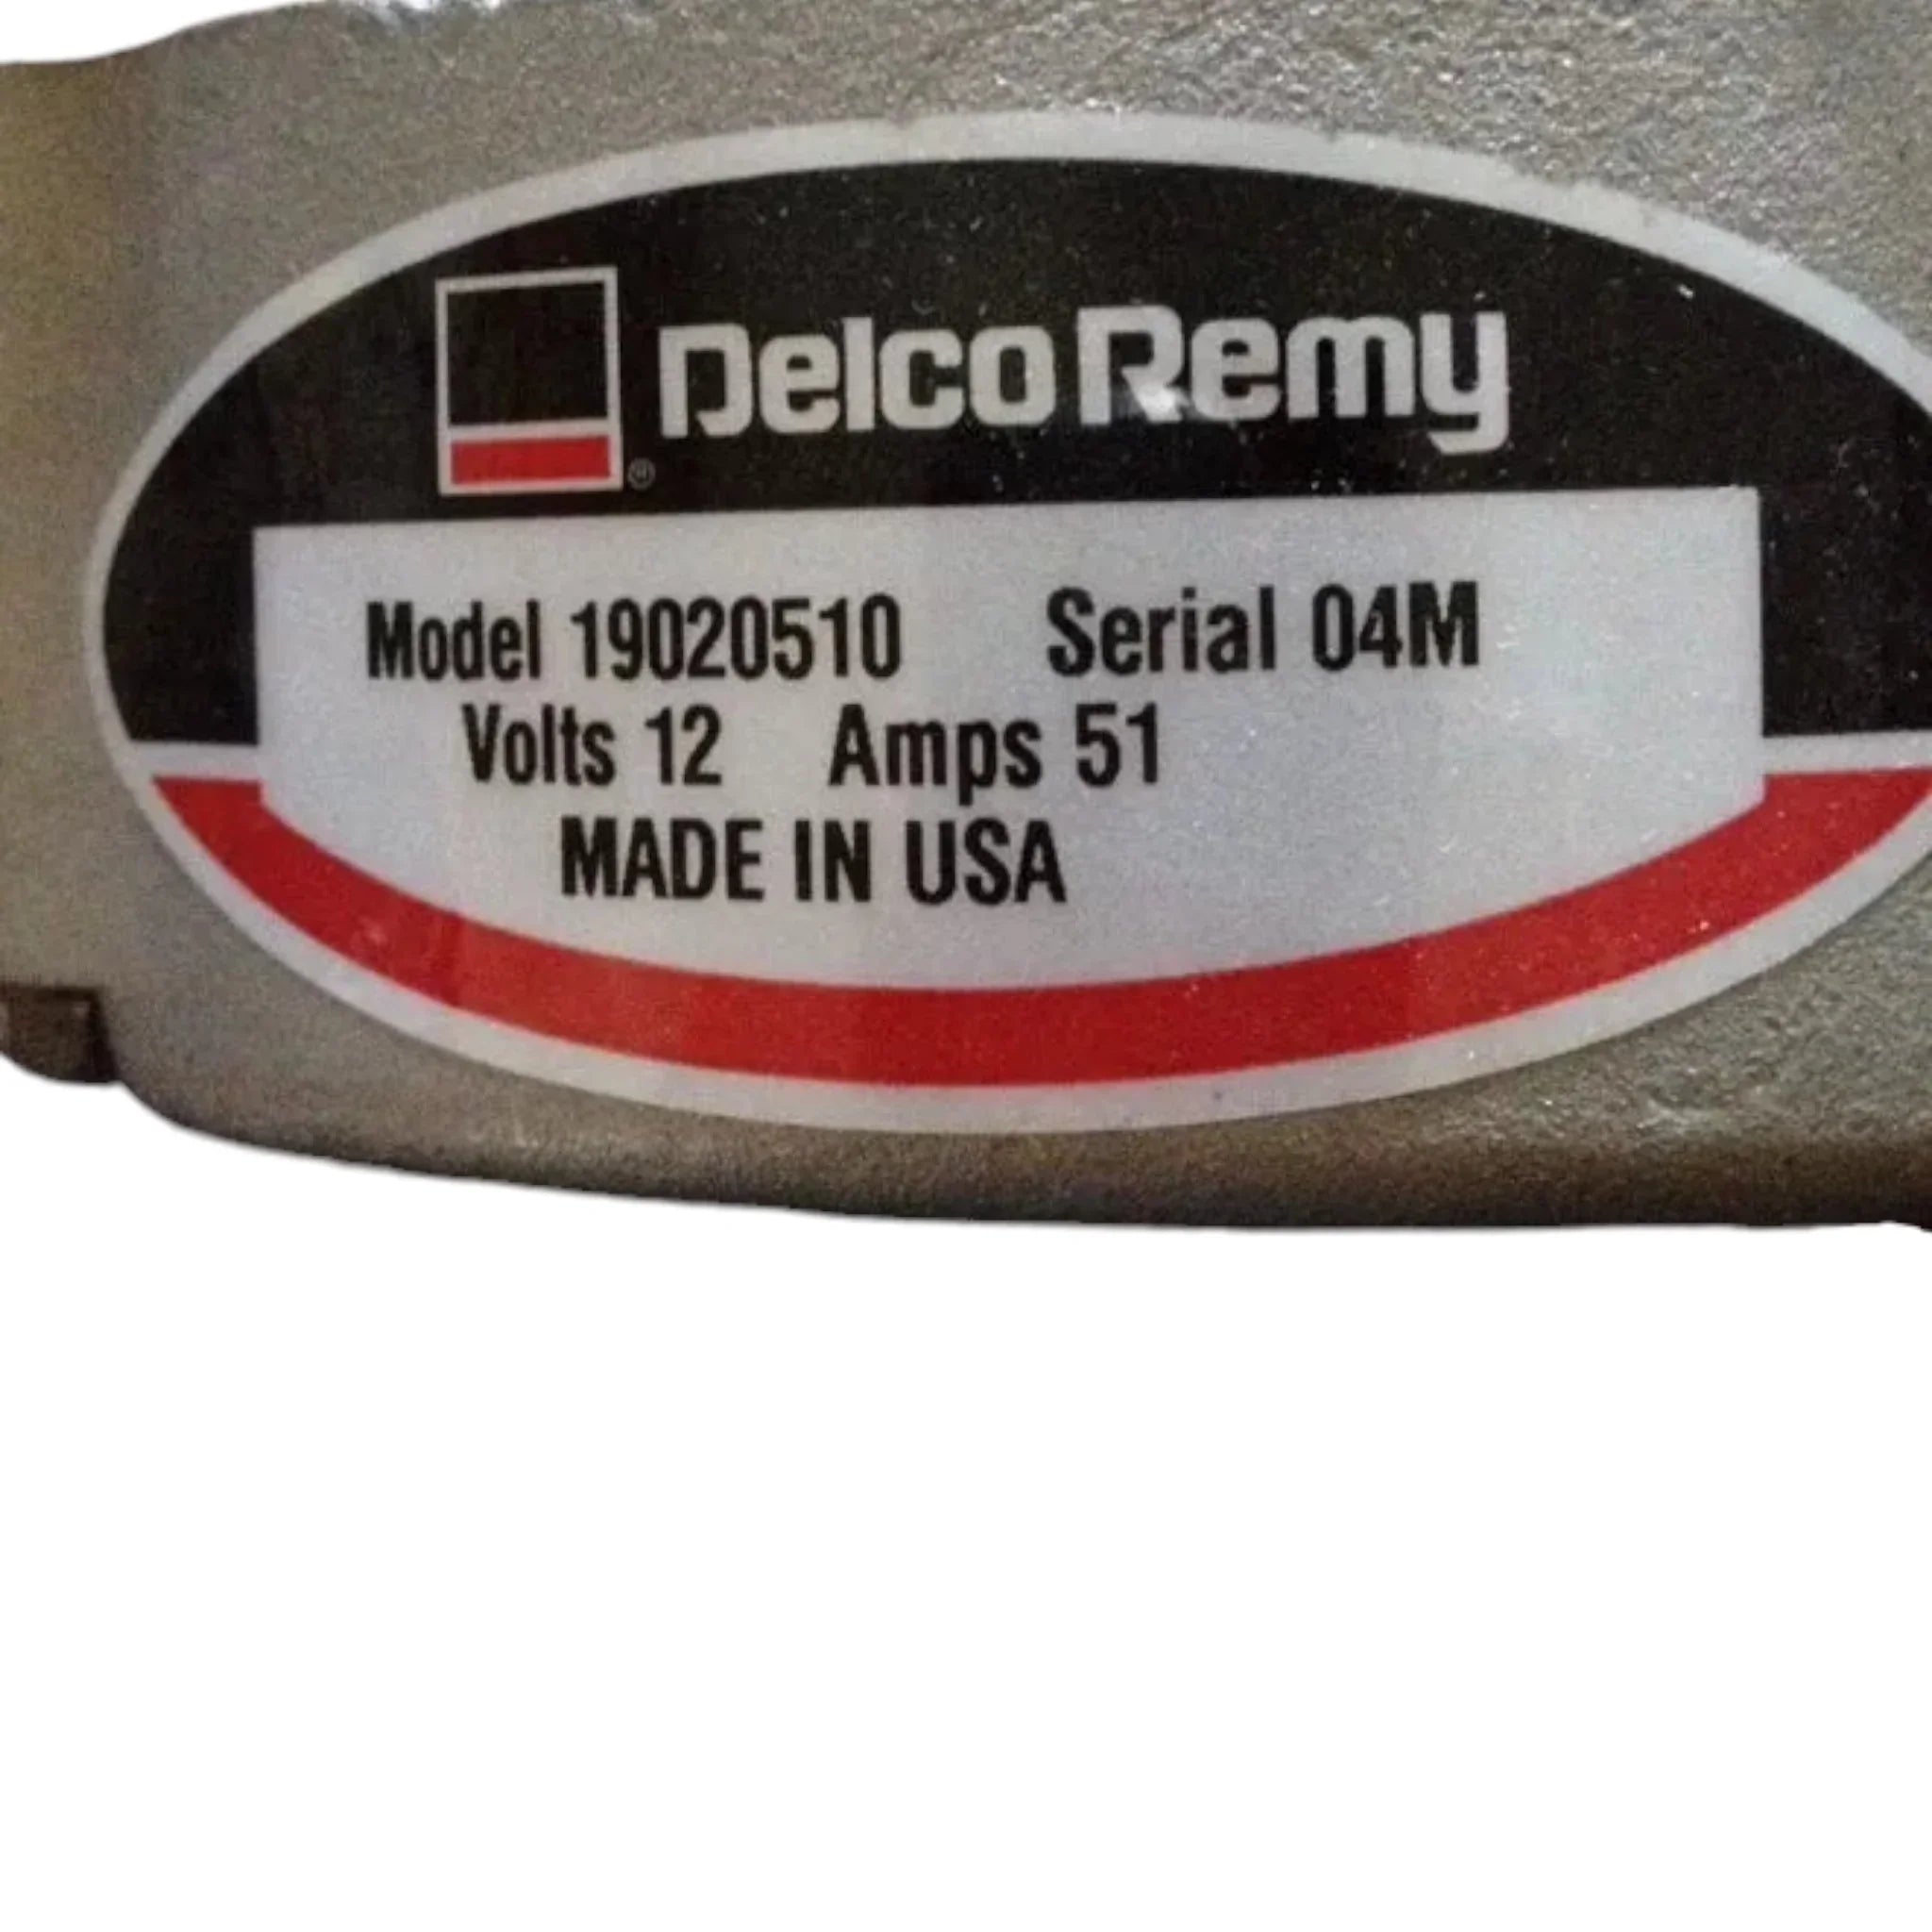 Delco Remy
®
Model 19020510 Serial 04M
Volts 12 Amps 51
MADE IN USA